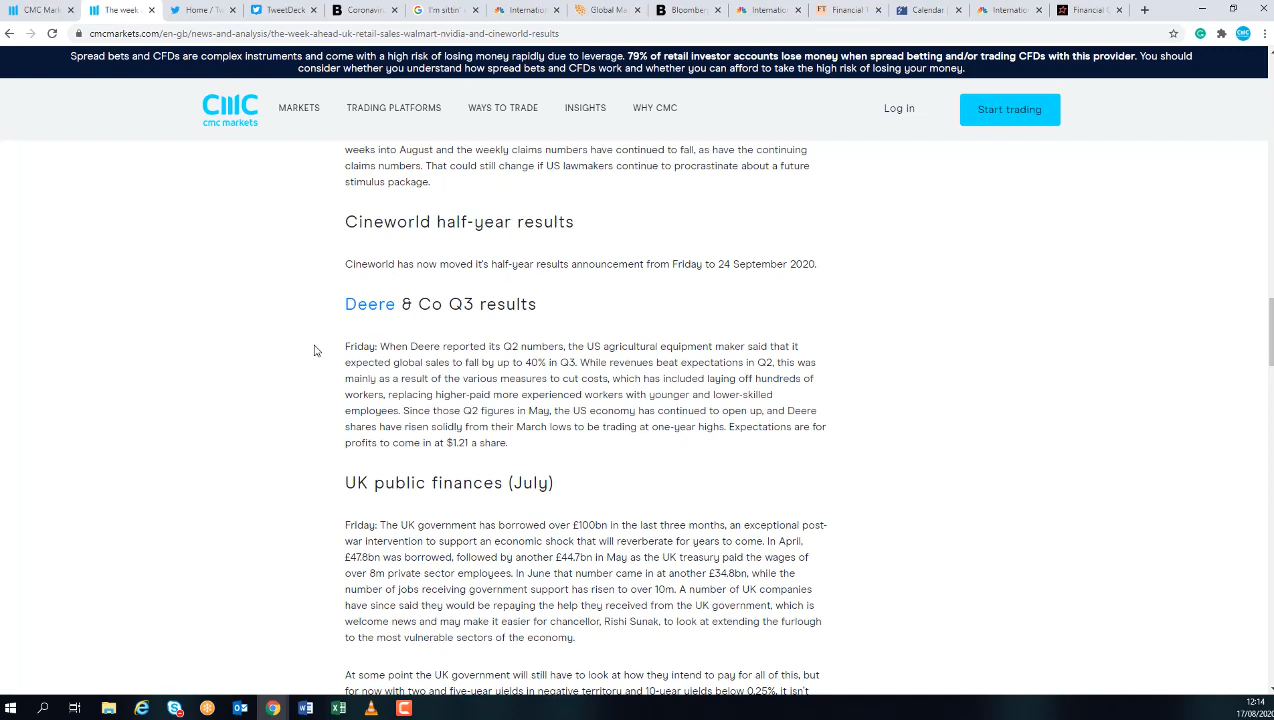 CMC Mark
The week a
Home / Tw
TweetDeck
Coronaviru
I'm sittin'
Internation
Global Ma
Bloomberg
Internation
Financial T
Calendar
Internation
Financial C
cmcmarkets.com/en-gb/news-and-analysis/the-week-ahead-uk-retail-sales-walmart-nvidia-and-cineworld-results
Spread bets and CFDs are complex instruments and come with a high risk of losing money rapidly due to leverage. 79% of retail investor accounts lose money when spread betting and/or trading CFDs with this provider. You should
consider whether you understand how spread bets and CFDs work and whether you can afford to take the high risk of losing your money.
cmc markets
MARKETS
TRADING PLATFORMS
WAYS TO TRADE
INSIGHTS
WHY CMC
Log in
Start trading
weeks into August and the weekly claims numbers have continued to fall, as have the continuing
claims numbers. That could still change if US lawmakers continue to procrastinate about a future
stimulus package.
Cineworld half-year results
Cineworld has now moved it's half-year results announcement from Friday to 24 September 2020.
Deere & Co Q3 results
Friday: When Deere reported its Q2 numbers, the US agricultural equipment maker said that it
expected global sales to fall by up to 40% in Q3. While revenues beat expectations in Q2, this was
mainly as a result of the various measures to cut costs, which has included laying off hundreds of
workers, replacing higher-paid more experienced workers with younger and lower-skilled
employees. Since those Q2 figures in May, the US economy has continued to open up, and Deere
shares have risen solidly from their March lows to be trading at one-year highs. Expectations are for
profits to come in at $1.21 a share.
UK public finances (July)
Friday: The UK government has borrowed over £100bn in the last three months, an exceptional post-
war intervention to support an economic shock that will reverberate for years to come. In April,
£47.8bn was borrowed, followed by another £44.7bn in May as the UK treasury paid the wages of
over 8m private sector employees. In June that number came in at another £34.8bn, while the
number of jobs receiving government support has risen to over 10m. A number of UK companies
have since said they would be repaying the help they received from the UK government, which is
welcome news and may make it easier for chancellor, Rishi Sunak, to look at extending the furlough
to the most vulnerable sectors of the economy.
At some point the UK government will still have to look at how they intend to pay for all of this, but
for now with two and five-year yields in negative territory and 10-year yields below 0.25%, it isn't
12:14
17/08/2020